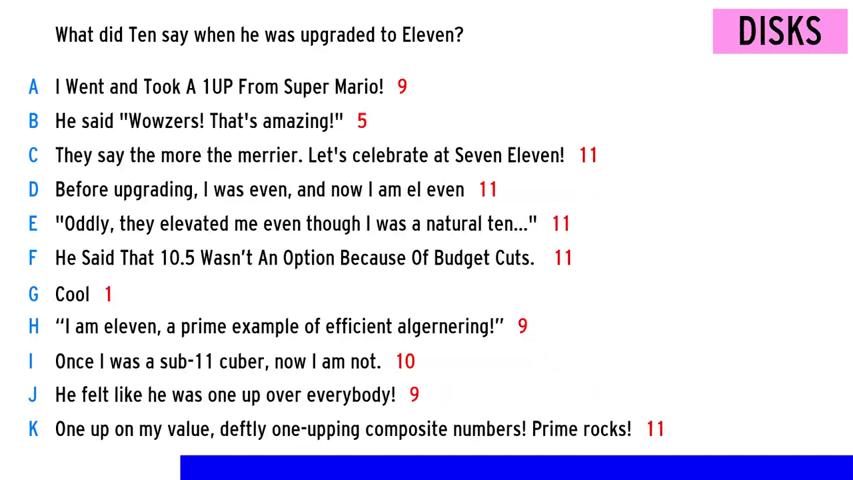 What did Ten say when he was upgraded to Eleven?
DISKS
A I Went and Took A 1UP From Super Mario! 9
B He said "Wowzers! That's amazing!" 5
C They say the more the merrier. Let's celebrate at Seven Eleven! 11
D Before upgrading, I was even, and now I am el even 11
E "Oddly, they elevated me even though I was a natural ten..." 11
F He Said That 10.5 Wasn’t An Option Because Of Budget Cuts. 11
G Cool 1
H “I am eleven, a prime example of efficient algernering!” 9
I Once I was a sub-11 cuber, now I am not. 10
J He felt like he was one up over everybody! 9
K One up on my value, deftly one-upping composite numbers! Prime rocks! 11